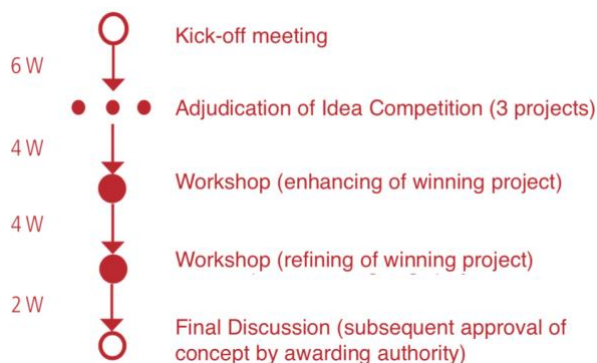 Kick-off meeting
6 W
Adjudication of Idea Competition (3 projects)
4 W
Workshop (enhancing of winning project)
4 W
Workshop (refining of winning project)
2 W
Final Discussion (subsequent approval of
concept by awarding authority)